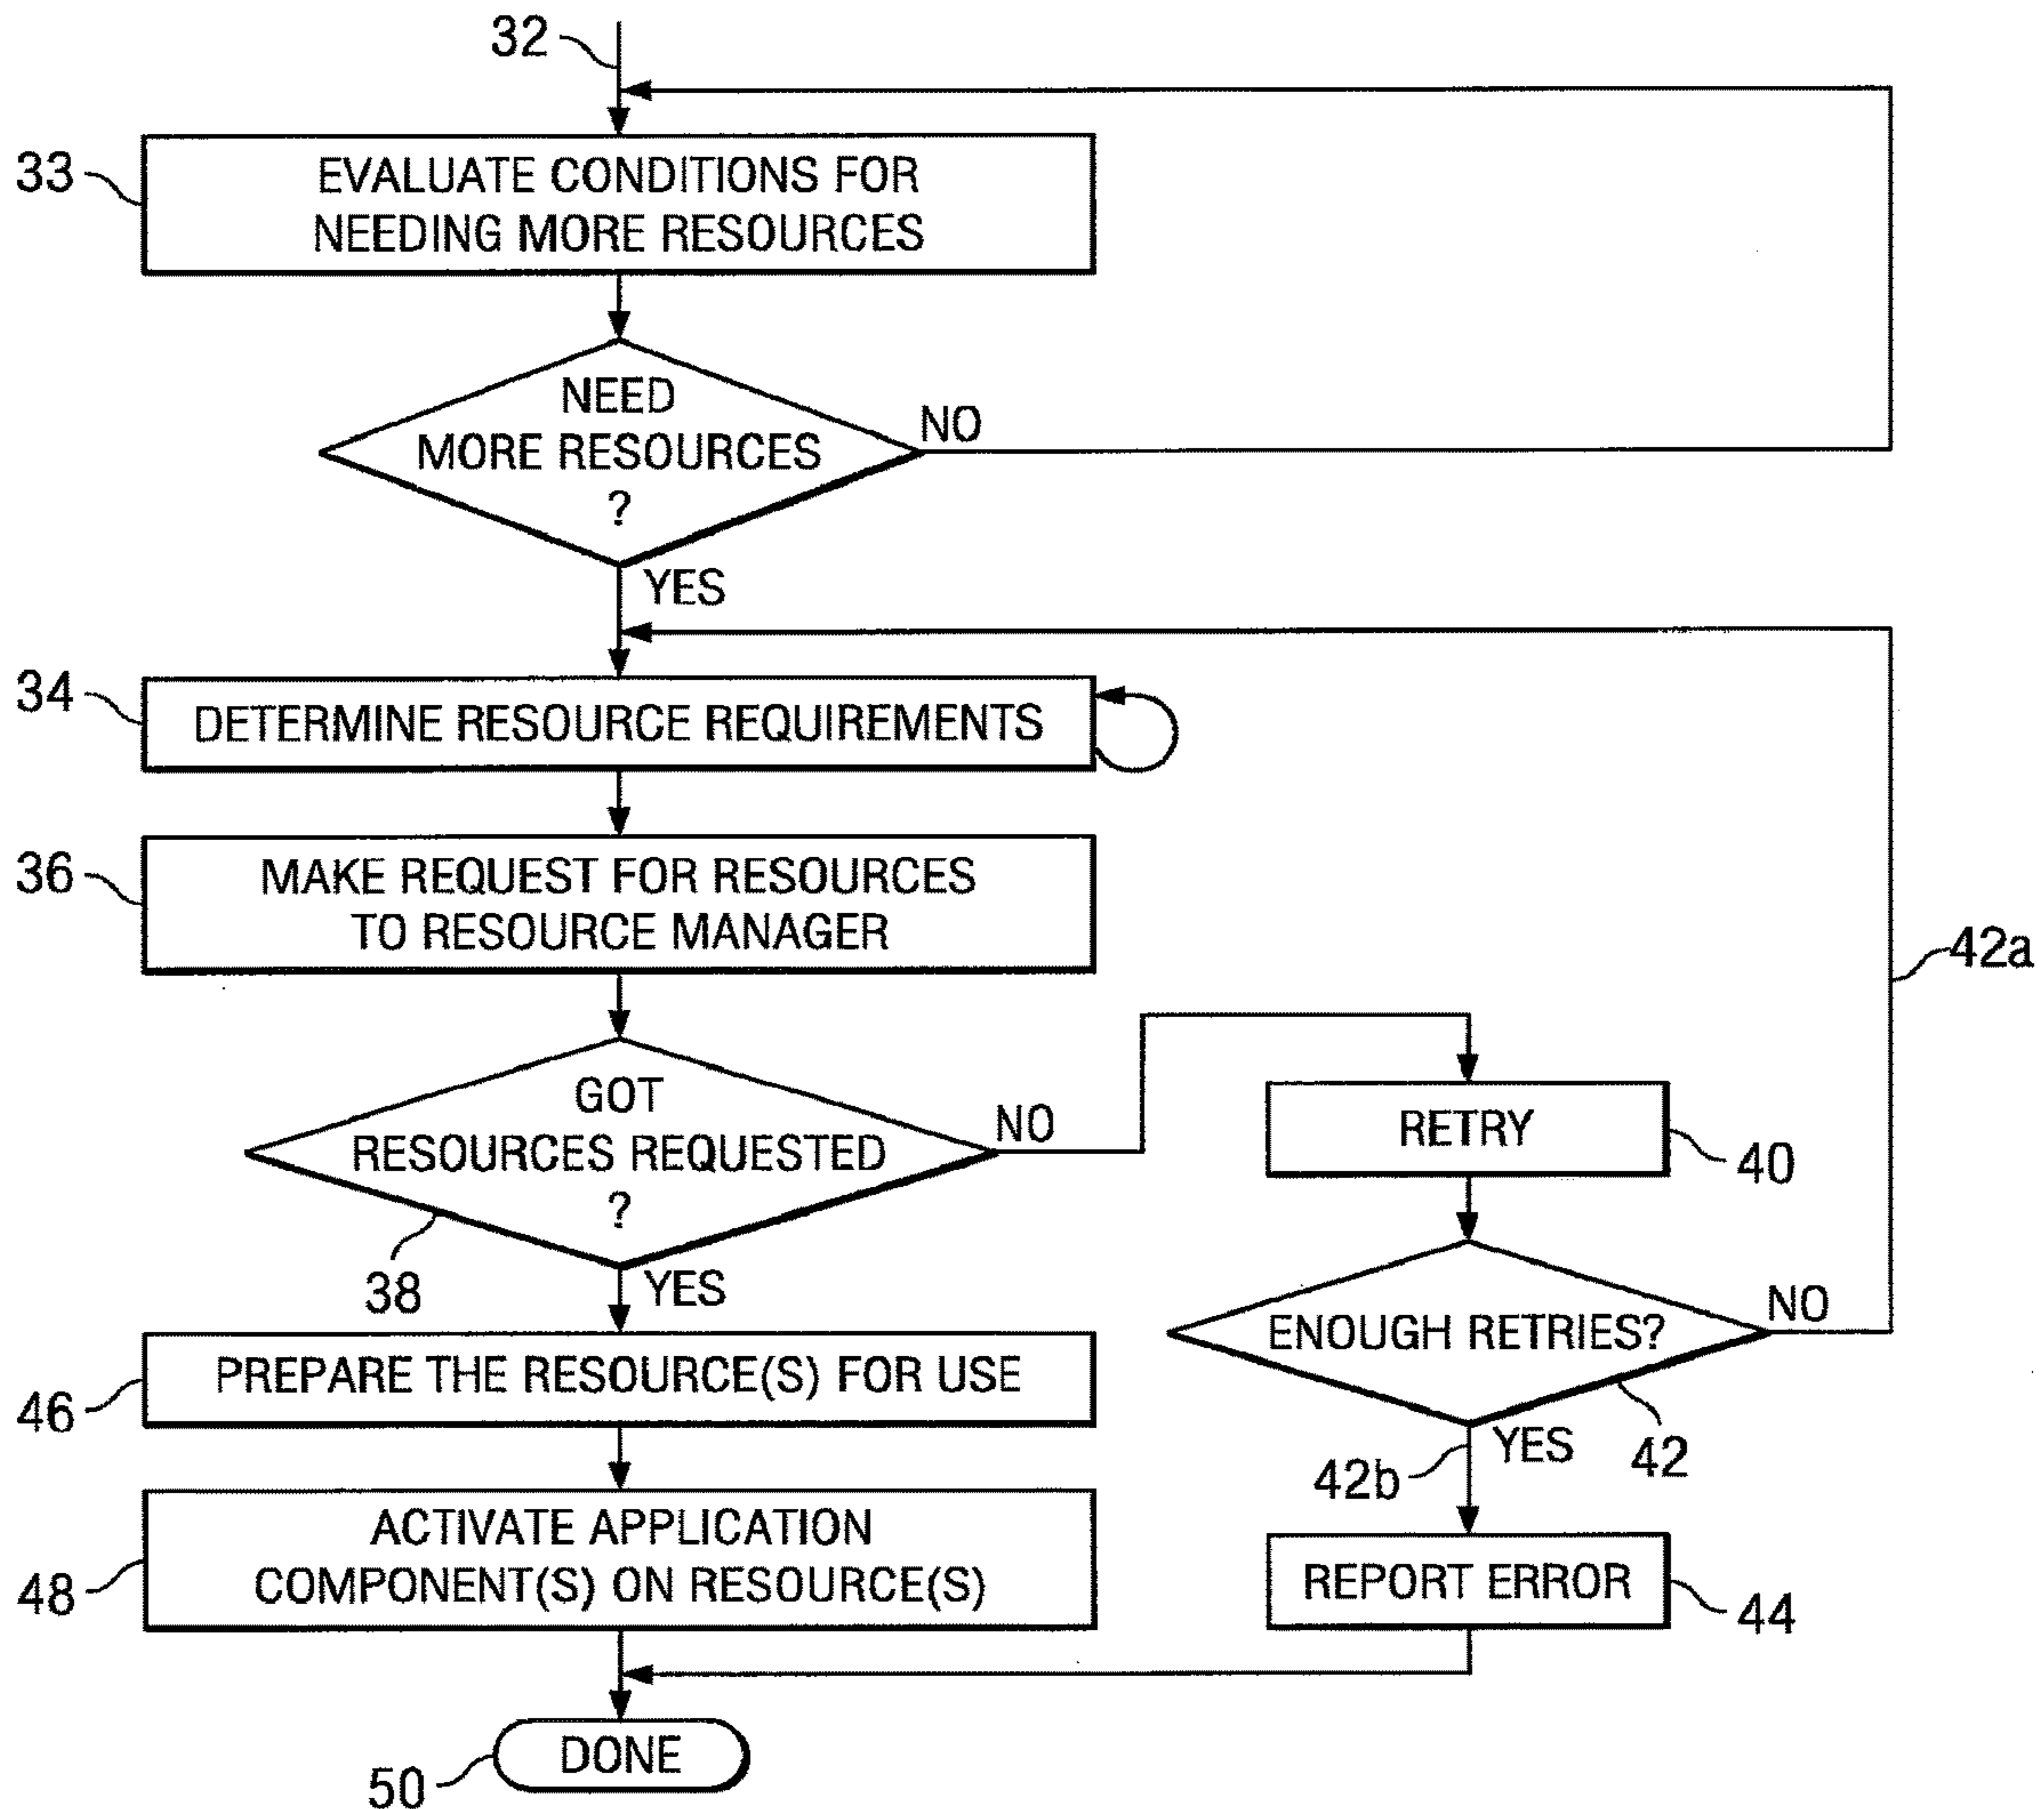 32
33
EVALUATE CONDITIONS FOR
NEEDING MORE RESOURCES
NEED
MORE RESOURCES
?
NO
YES
34
DETERMINE RESOURCE REQUIREMENTS
36
MAKE REQUEST FOR RESOURCES
TO RESOURCE MANAGER
42a
GOT
RESOURCES REQUESTED
?
NO
38
YES
RETRY
40
ENOUGH RETRIES?
NO
42
42b
YES
46
PREPARE THE RESOURCE(S) FOR USE
48
ACTIVATE APPLICATION
COMPONENT(S) ON RESOURCE(S)
REPORT ERROR
44
DONE
50